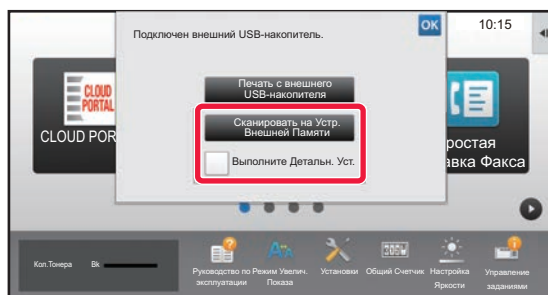 Подключен внешний USB-накопитель.
OK
10:15
Печать с внешнего
USB-накопителя
CLOUD
PORTAL
Сканировать на Устр.
Внешней Памяти
CLOUD POR
ростая
авка Факса
Выполните Детальн. Уст.
Кол.Тонера
Bk
Руководство по
эксплуатации
Режим Увелич.
Показа
Установки
Общий Счетчик
Настройка
Яркости
Управление
заданиями